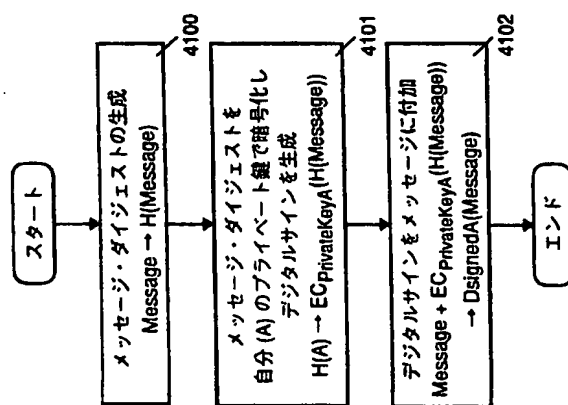 スタート
メッセージ・ダイジェストの生成
Message → H(Message)
4100
メッセージ・ダイジェストを
自分(A)のプライベート鍵で暗号化し
デジタルサインを生成
H(A) → ECPrivateKeyA(H(Message))
4101
デジタルサインをメッセージに付加
Message + ECPrivateKeyA(H(Message))
→ DsignedA(Message)
4102
エンド